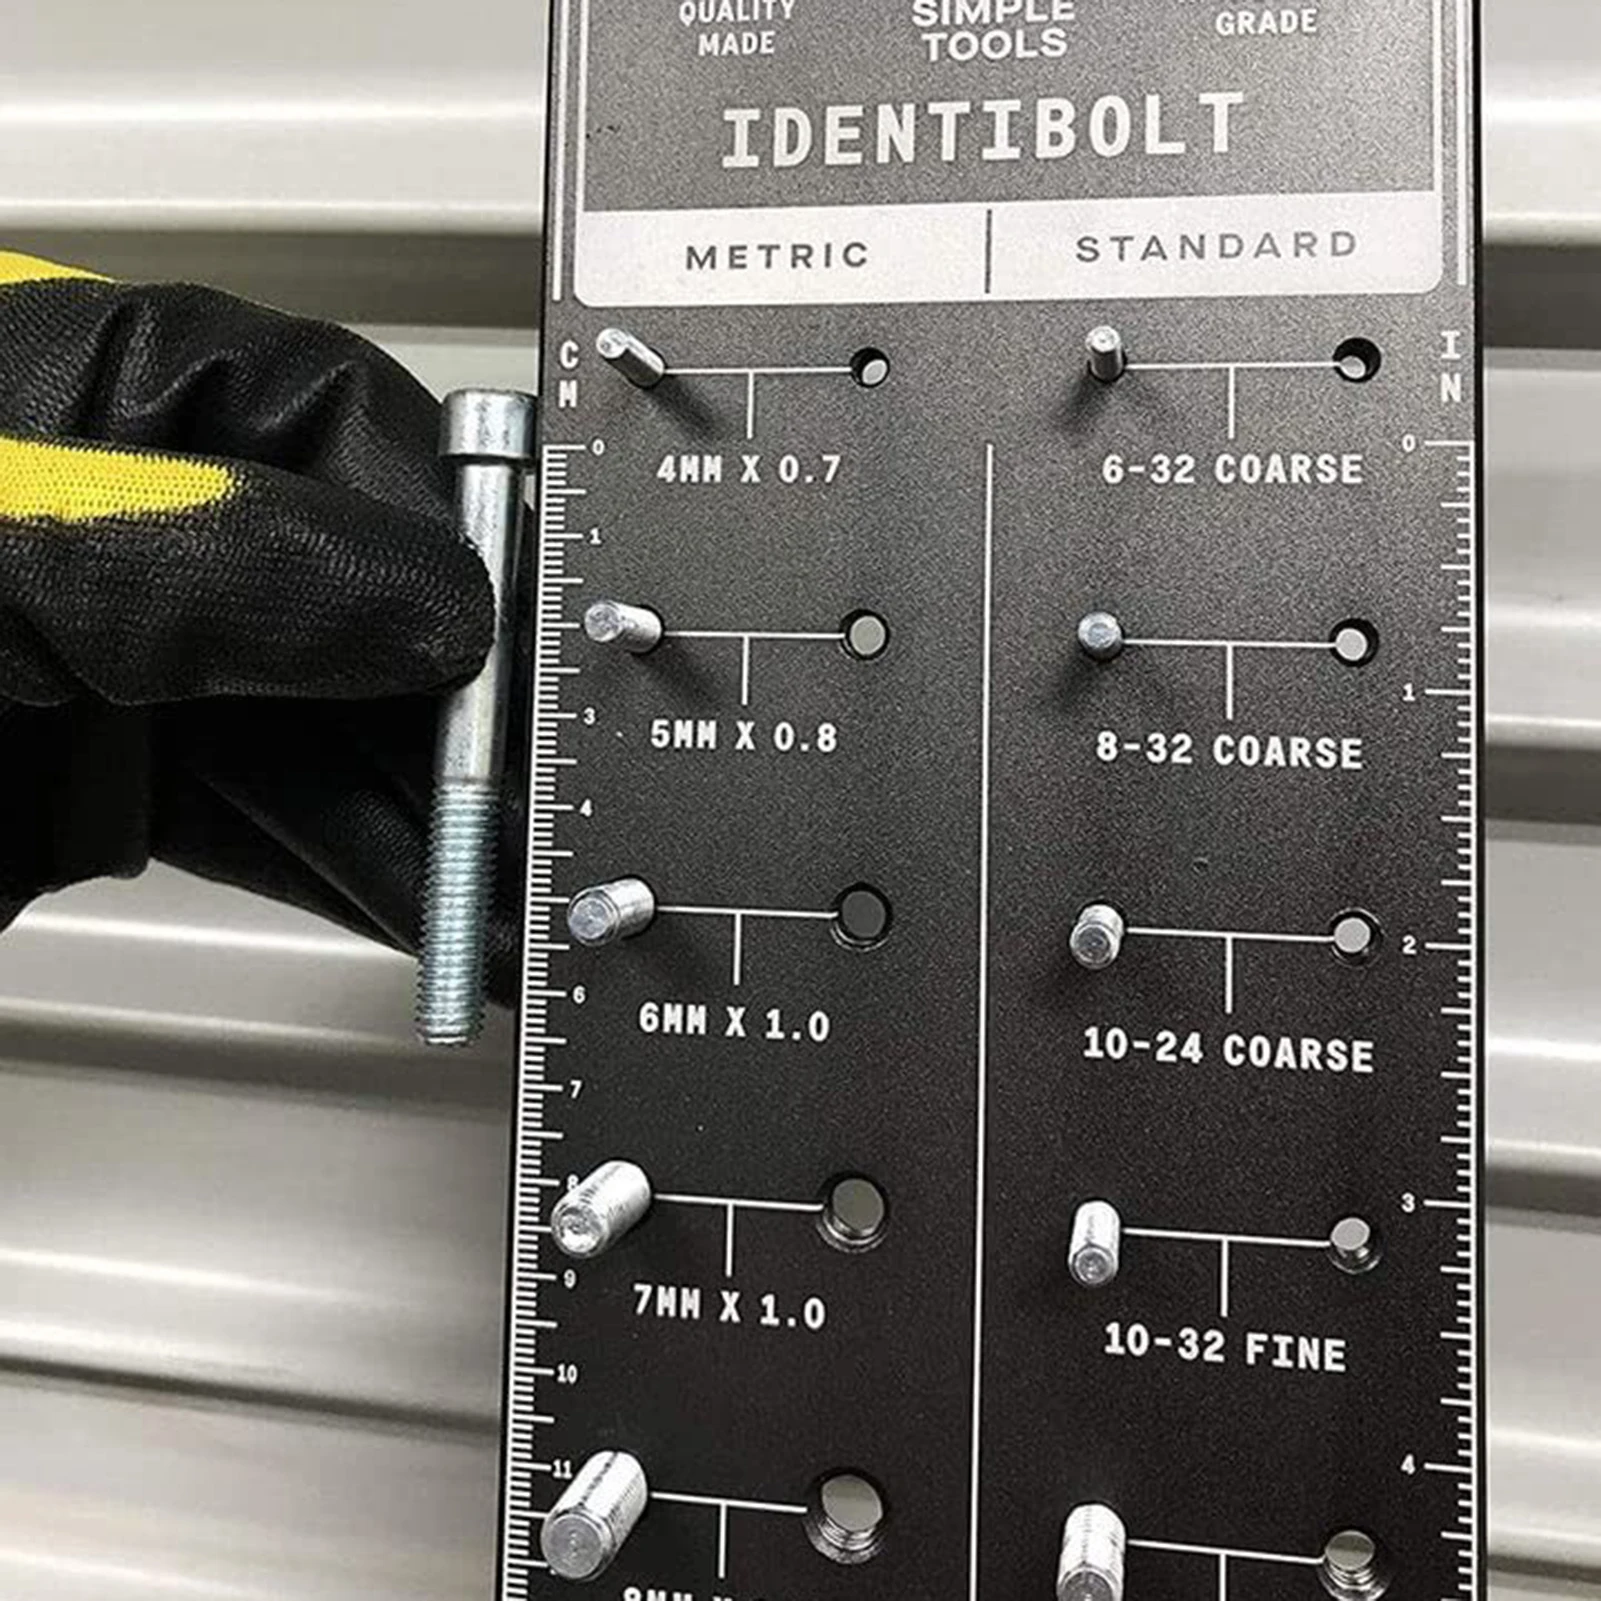 QUALITY
MADE
SIMPLE
TOOLS
GRADE
IDENTIBOLT
METRIC
STANDARD
CM
IN
0
4MM X 0.7
6-32 COARSE
0
1
3
5MM X 0.8
8-32 COARSE
1
4
6
6MM X 1.0
10-24 COARSE
2
7
8
9
7MM X 1.0
10-32 FINE
3
10
11
4